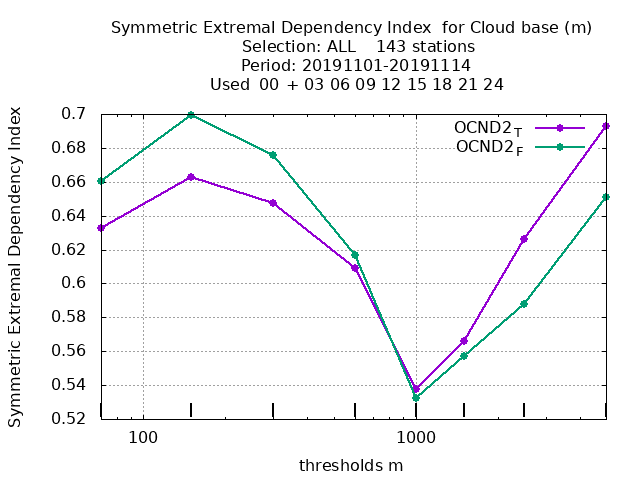 Symmetric Extremal Dependency Index for Cloud base (m)
Selection: ALL 143 stations
Period: 20191101-20191114
Used 00 + 03 06 09 12 15 18 21 24
Symmetric Extremal Dependency Index
0.7
0.68
0.66
0.64
0.62
0.6
0.58
0.56
0.54
0.52
OCND2T
OCND2F
100
1000
thresholds m